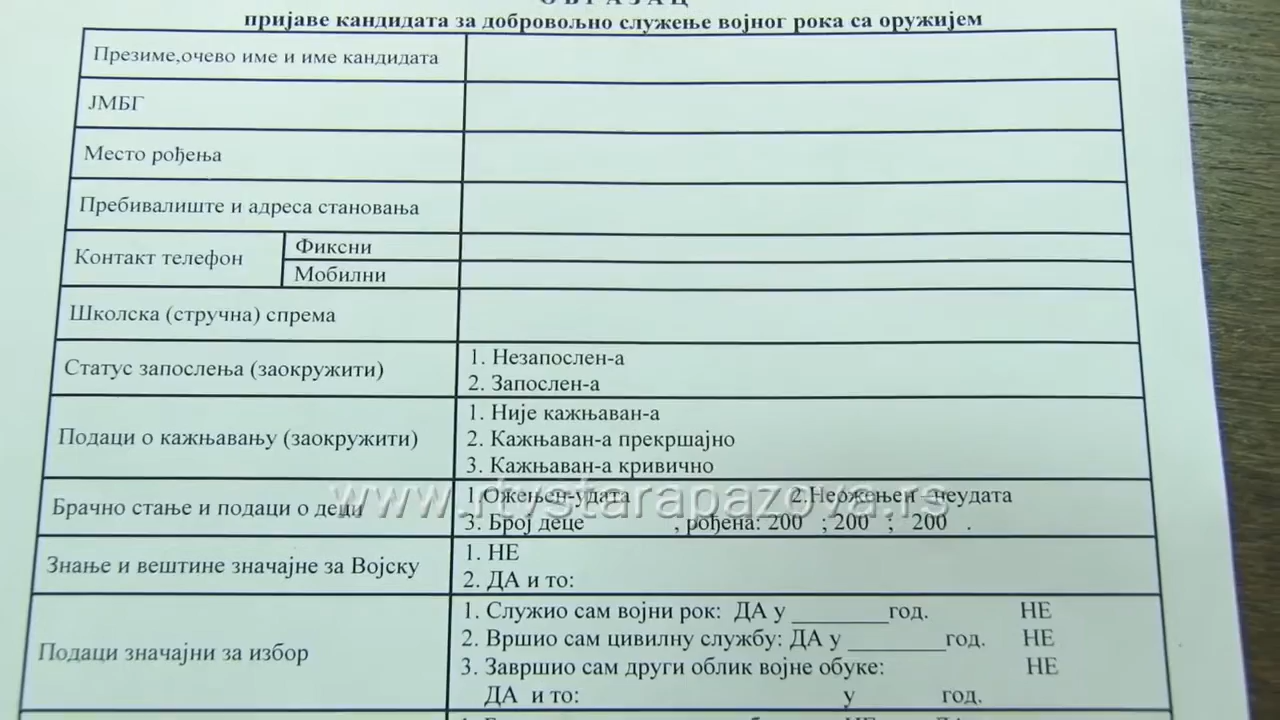 ОБРАЗАЦ
пријаве кандидата за добровољно служење војног рока са оружијем
Презиме,очево име и име кандидата
ЈМБГ
Место рођења
Пребивалиште и адреса становања
Контакт телефон
Фиксни
Мобилни
Школска (стручна) спрема
Статус запослења (заокружити)
1. Незапослен-а
2. Запослен-а
Подаци о кажњавању (заокружити)
1. Није кажњаван-а
2. Кажњаван-а прекршајно
3. Кажњаван-а кривично
Брачно стање и подаци о деци
1.Ожењен-удата 2.Неожењен –неудата
3. Број деце , рођена: 200 ; 200 ; 200 .
www.rtvstarapazova.rs
Знање и вештине значајне за Војску
1. НЕ
2. ДА и то:
Подаци значајни за избор
1. Служио сам војни рок: ДА у ________год. НЕ
2. Вршио сам цивилну службу: ДА у ________год. НЕ
3. Завршио сам други облик војне обуке: НЕ
ДА и то: у год.